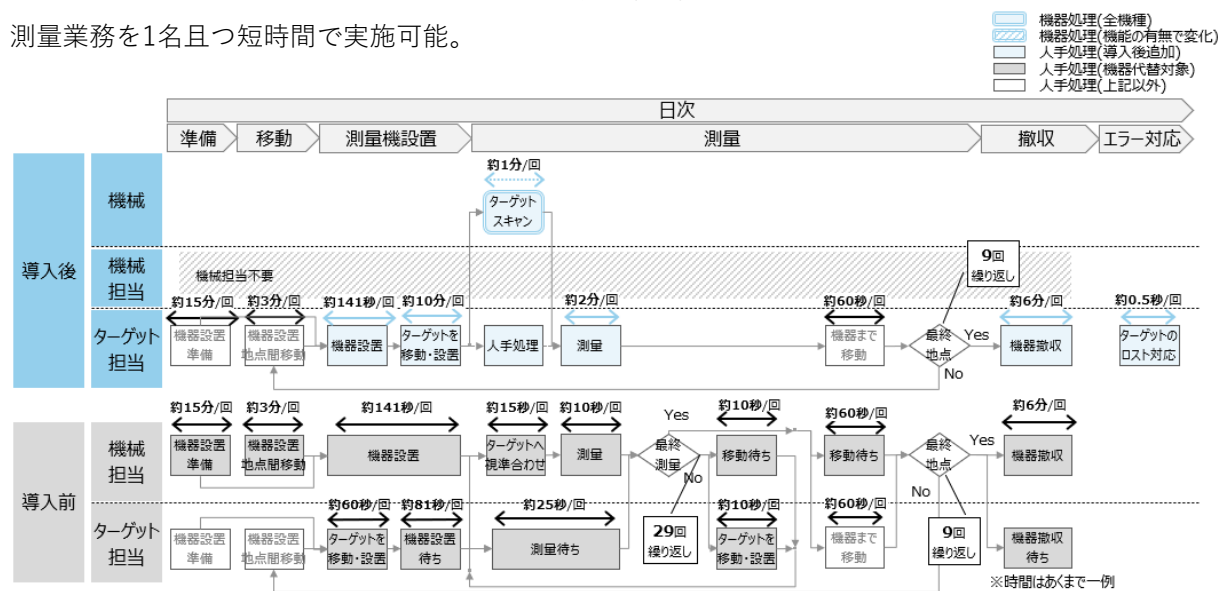 測量業務を1名且つ短時間で実施可能。
機器処理(全機種)
機器処理(機能の有無で変化)
人手処理(導入後追加)
人手処理(機器代替対象)
人手処理(上記以外)
日次
準備
移動
測量機設置
測量
撤収
エラー対応
導入後
機械
約1分/回
ターゲット
スキャン
機械
担当
機械担当不要
9回
繰り返し
ターゲット
担当
約15分/回
機器設置
準備
約3分/回
機器設置
地点間移動
約141秒/回
機器設置
約10分/回
ターゲットを
移動・設置
人手処理
約2分/回
測量
約60秒/回
機器まで
移動
最終
地点
Yes
No
約6分/回
機器撤収
約0.5秒/回
ターゲットの
ロスト対応
導入前
機械
担当
約15分/回
機器設置
準備
約3分/回
機器設置
地点間移動
約141秒/回
機器設置
約15秒/回
ターゲットへ
視準合わせ
約10秒/回
測量
最終
測量
Yes
No
29回
繰り返し
約10秒/回
移動待ち
約60秒/回
移動待ち
最終
地点
Yes
No
9回
繰り返し
約6分/回
機器撤収
ターゲット
担当
機器設置
準備
機器設置
地点間移動
約60秒/回
ターゲットを
移動・設置
約81秒/回
機器設置
待ち
約25秒/回
測量待ち
約10秒/回
ターゲットを
移動・設置
約60秒/回
機器まで
移動
機器撤収
待ち
※時間はあくまで一例